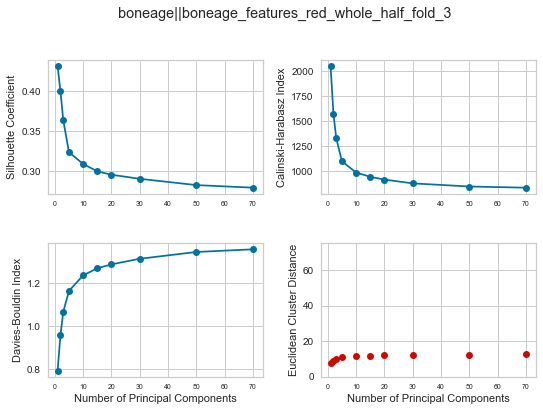 boneage||boneage_features_red_whole_half_fold_3
Silhouette Coefficient
0.40
0.35
0.30
0 10 20 30 40 50 60 70
Calinski-Harabasz Index
2000
1750
1500
1250
1000
0 10 20 30 40 50 60 70
Davies-Bouldin Index
1.2
1.0
0.8
0 10 20 30 40 50 60 70
Number of Principal Components
Euclidean Cluster Distance
60
40
20
0
0 10 20 30 40 50 60 70
Number of Principal Components